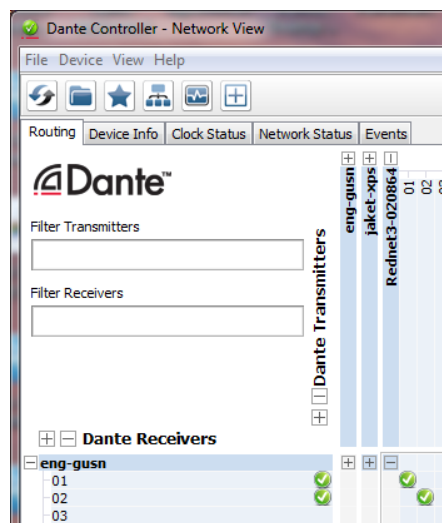 Dante Controller - Network View
File Device View Help
Routing Device Info Clock Status Network Status Events
Dante™
Filter Transmitters
Filter Receivers
Dante Transmitters
eng-gusn
jaket-xps
Rednet3-020864
01
02
Dante Receivers
eng-gusn
01
02
03